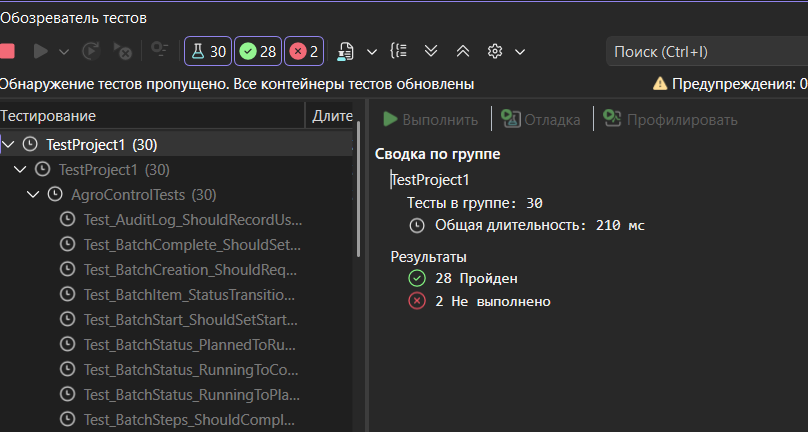 Обозреватель тестов
30 28 2 Поиск (Ctrl+I)
Обнаружение тестов пропущено. Все контейнеры тестов обновлены Предупреждения: 0
Тестирование Длите
Выполнить Отладка Профилировать
TestProject1 (30)
TestProject1 (30)
AgroControlTests (30)
Test_AuditLog_ShouldRecordUs...
Test_BatchComplete_ShouldSet...
Test_BatchCreation_ShouldReq...
Test_BatchItem_StatusTransitio...
Test_BatchStart_ShouldSetStart...
Test_BatchStatus_PlannedToRu...
Test_BatchStatus_RunningToCo...
Test_BatchStatus_RunningToPla...
Test_BatchSteps_ShouldCompl...
Сводка по группе
TestProject1
Тесты в группе: 30
Общая длительность: 210 мс
Результаты
28 Пройден
2 Не выполнено